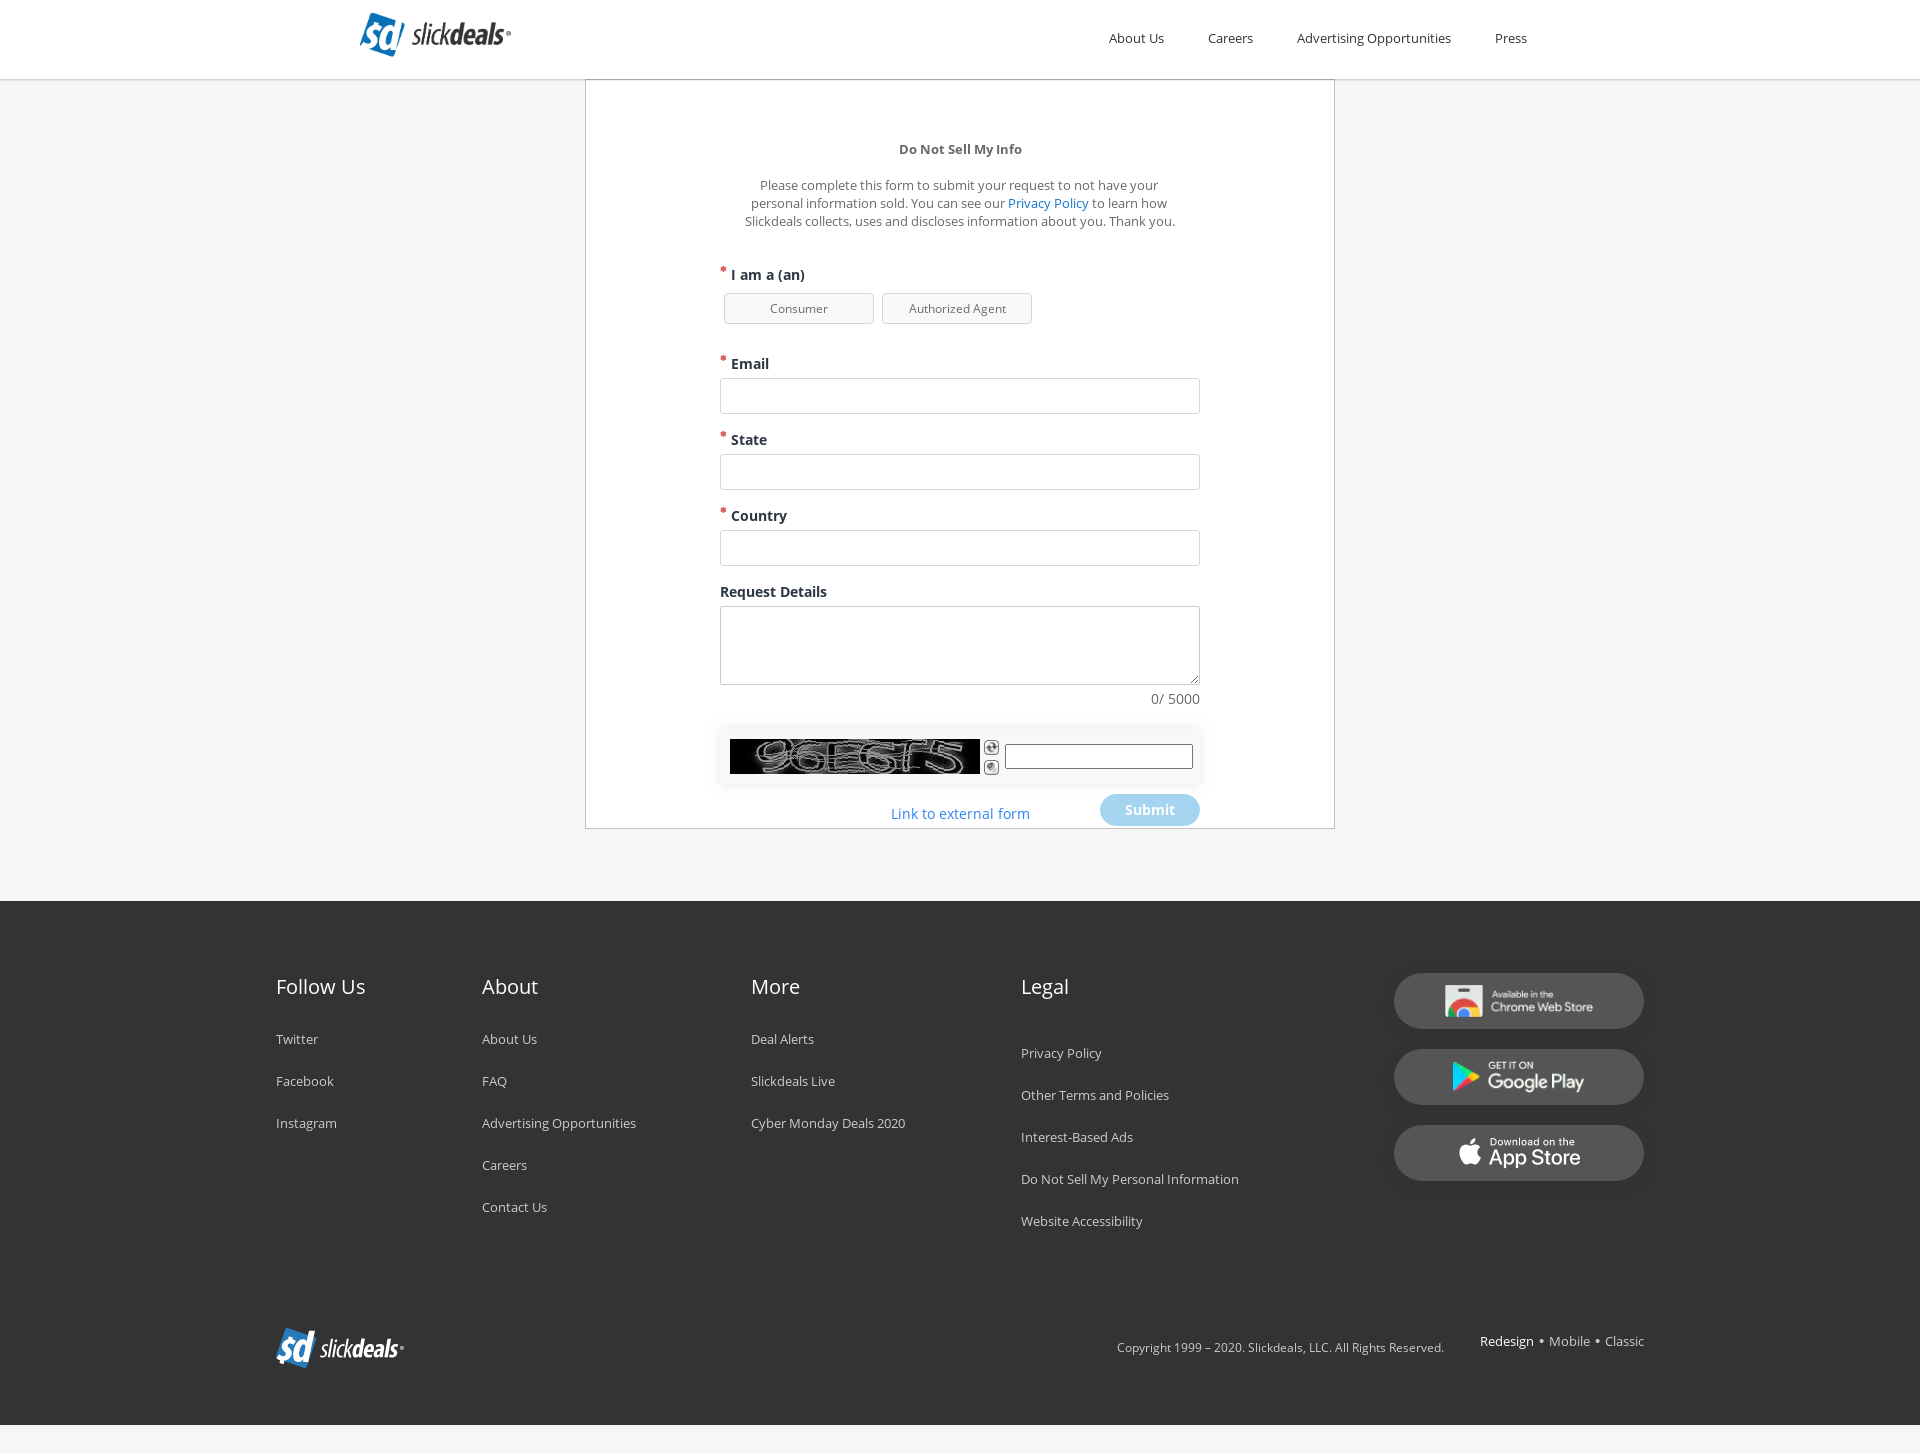 slickdeals
About Us
Careers
Advertising Opportunities
Press
Do Not Sell My Info
Please complete this form to submit your request to not have your
personal information sold. You can see our Privacy Policy to learn how
Slickdeals collects, uses and discloses information about you. Thank you.
* I am a (an)
Consumer
Authorized Agent
* Email
* State
* Country
Request Details
0/ 5000
Link to external form
Submit
Follow Us
Twitter
Facebook
Instagram
About
About Us
FAQ
Advertising Opportunities
Careers
Contact Us
More
Deal Alerts
Slickdeals Live
Cyber Monday Deals 2020
Legal
Privacy Policy
Other Terms and Policies
Interest-Based Ads
Do Not Sell My Personal Information
Website Accessibility
Available in the
Chrome Web Store
GET IT ON
Google Play
Download on the
App Store
slickdeals
Copyright 1999 – 2020. Slickdeals, LLC. All Rights Reserved.
Redesign • Mobile • Classic